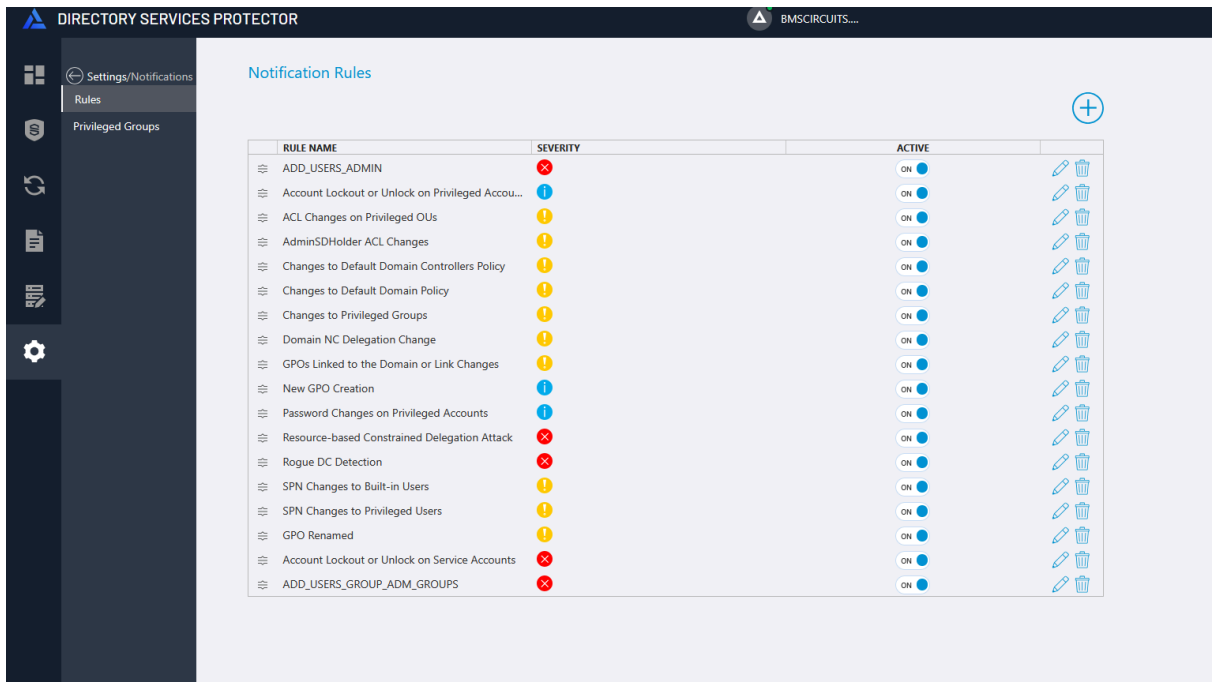 DIRECTORY SERVICES PROTECTOR
BMSCIRCUITS....
Settings/Notifications
Rules
Privileged Groups
Notification Rules
RULE NAME SEVERITY ACTIVE
ADD_USERS_ADMIN ON
Account Lockout or Unlock on Privileged Accou... ON
ACL Changes on Privileged OUs ON
AdminSDHolder ACL Changes ON
Changes to Default Domain Controllers Policy ON
Changes to Default Domain Policy ON
Changes to Privileged Groups ON
Domain NC Delegation Change ON
GPOs Linked to the Domain or Link Changes ON
New GPO Creation ON
Password Changes on Privileged Accounts ON
Resource-based Constrained Delegation Attack ON
Rogue DC Detection ON
SPN Changes to Built-in Users ON
SPN Changes to Privileged Users ON
GPO Renamed ON
Account Lockout or Unlock on Service Accounts ON
ADD_USERS_GROUP_ADM_GROUPS ON